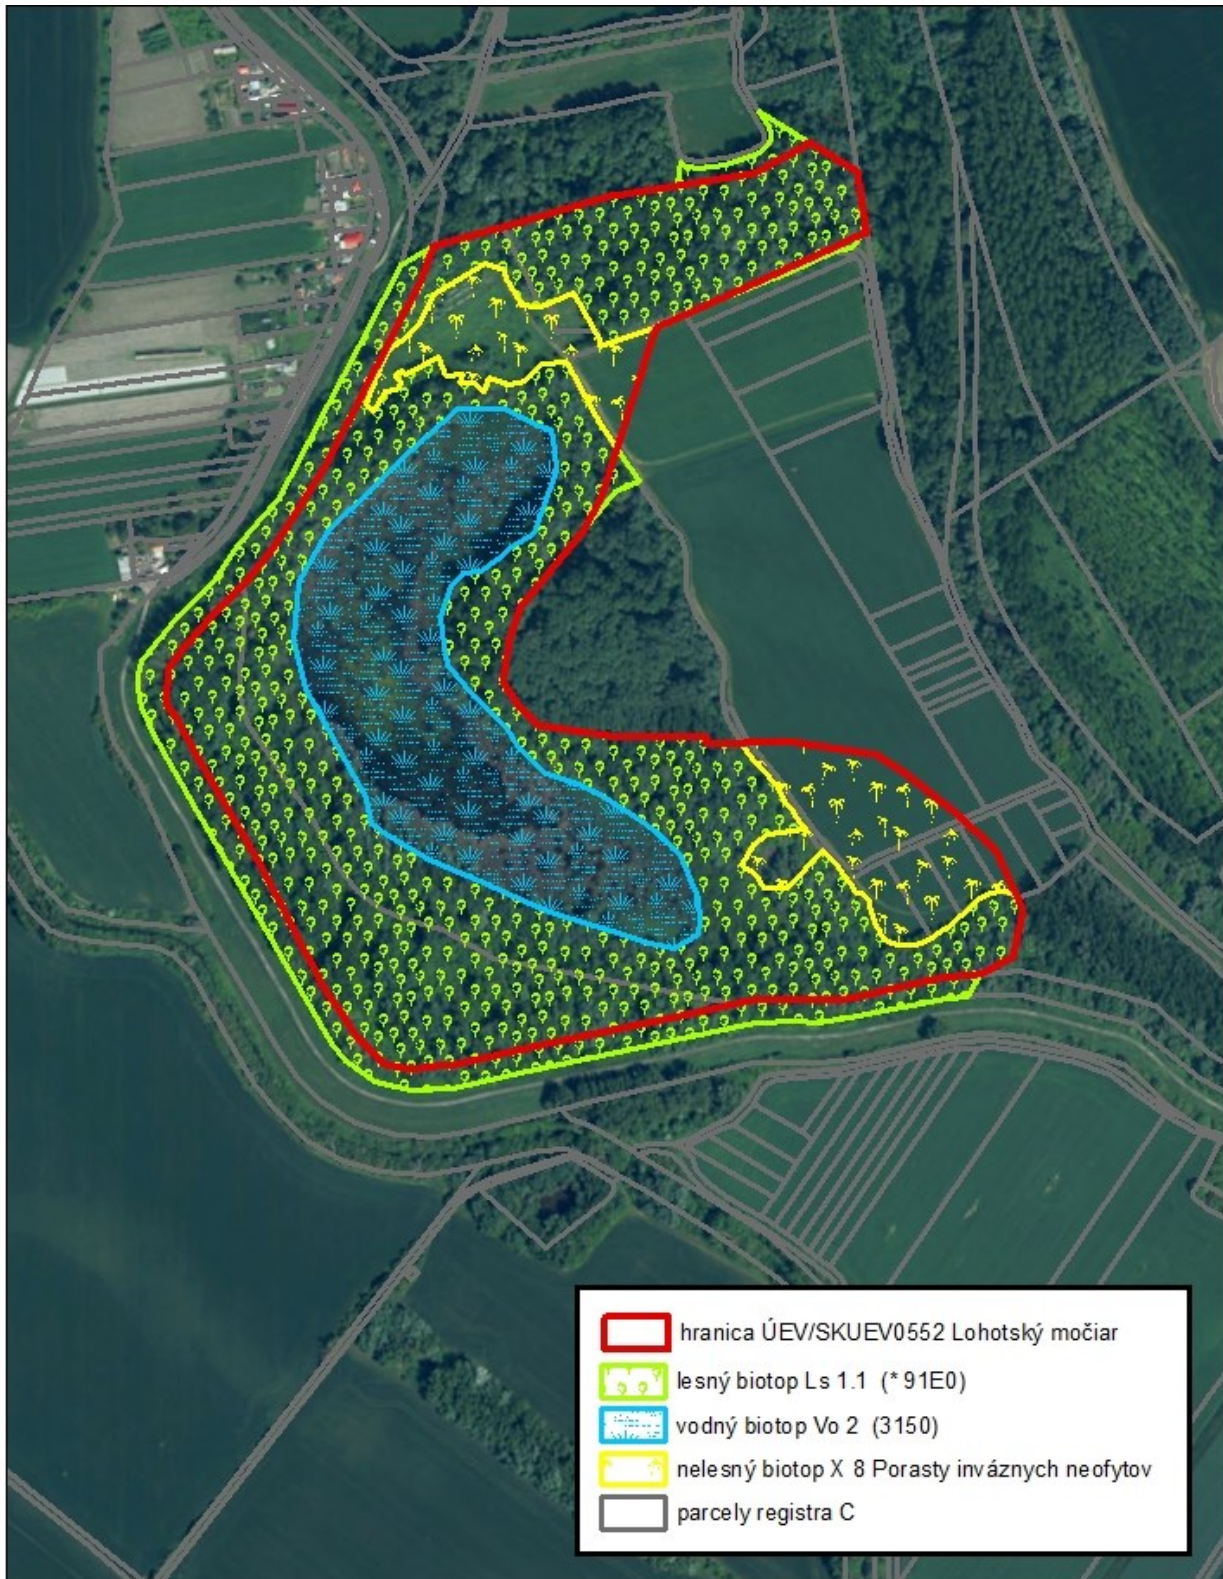 hranica ÚEV/SKUEV0552 Lohotský močiar
lesný biotop Ls 1.1 (* 91E0)
vodný biotop Vo 2 (3150)
nelesný biotop X 8 Porasty inváznych neofytov
parcely registra C